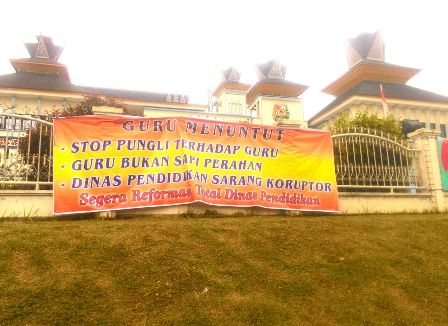 GURU MENUNTUT
- STOP PUNGLI TERHADAP GURU
- GURU BUKAN SAPI PERAHAN
- DINAS PENDIDIKAN SARANG KORUPTOR
Segera Reformasi Total Dinas Pendidikan